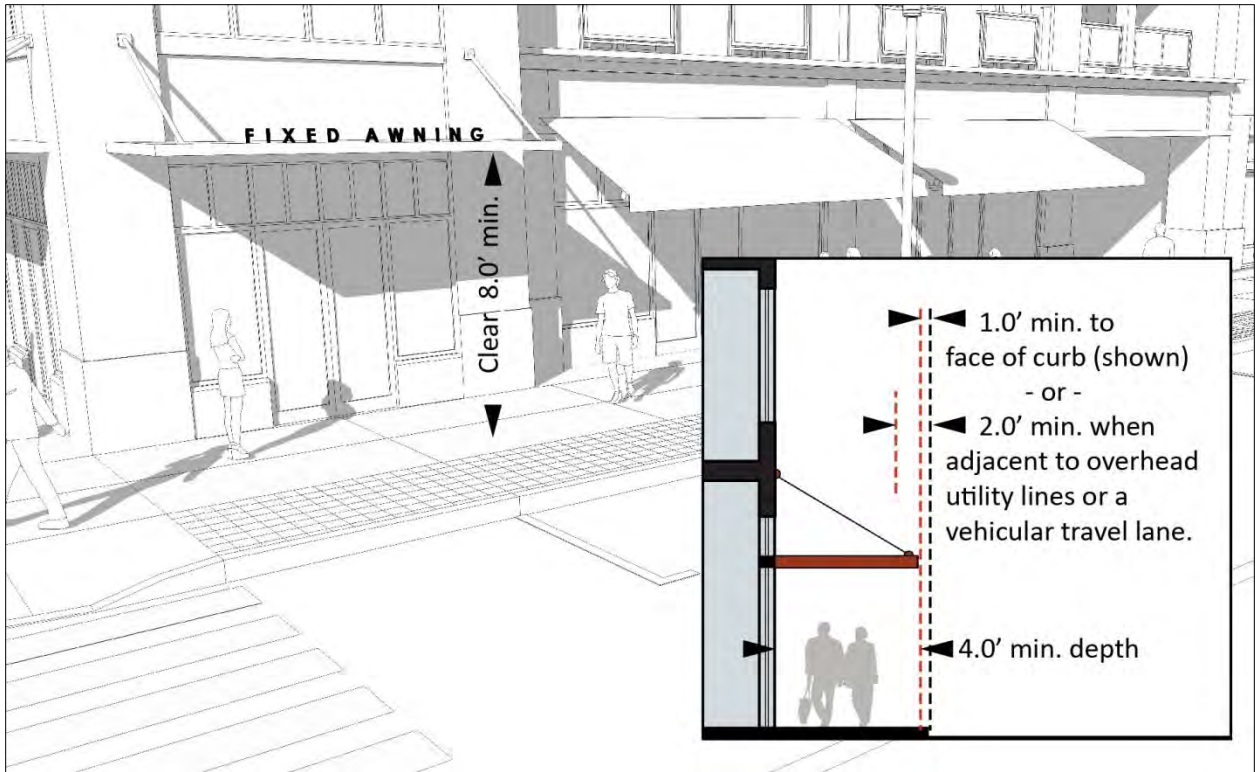 FIXED AWNING
Clear 8.0’ min.
1.0’ min. to
face of curb (shown)
- or -
2.0’ min. when
adjacent to overhead
utility lines or a
vehicular travel lane.
4.0’ min. depth